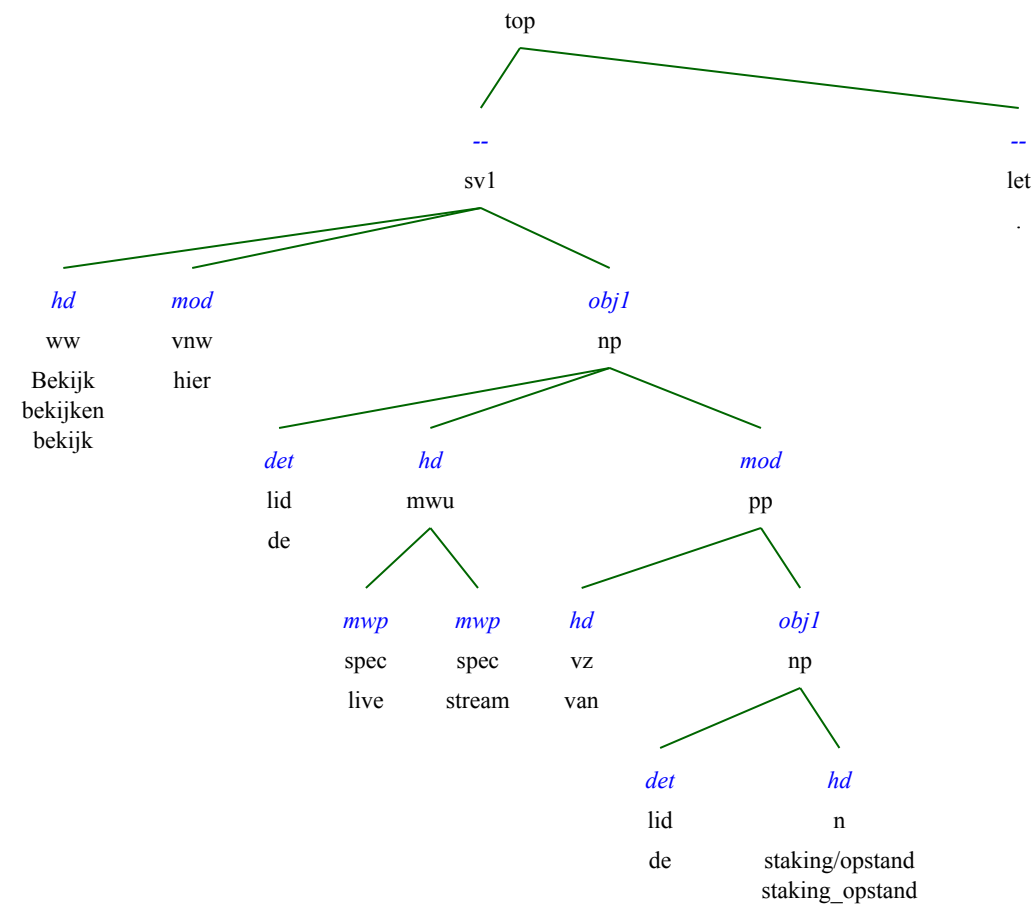 top
-- --
sv1 let
.
hd mod obj1
ww vnw np
Bekijk hier
bekijken
bekijk
det hd mod
lid mwu pp
de
mwp mwp hd obj1
spec spec vz np
live stream van
det hd
lid n
de staking/opstand
staking_opstand